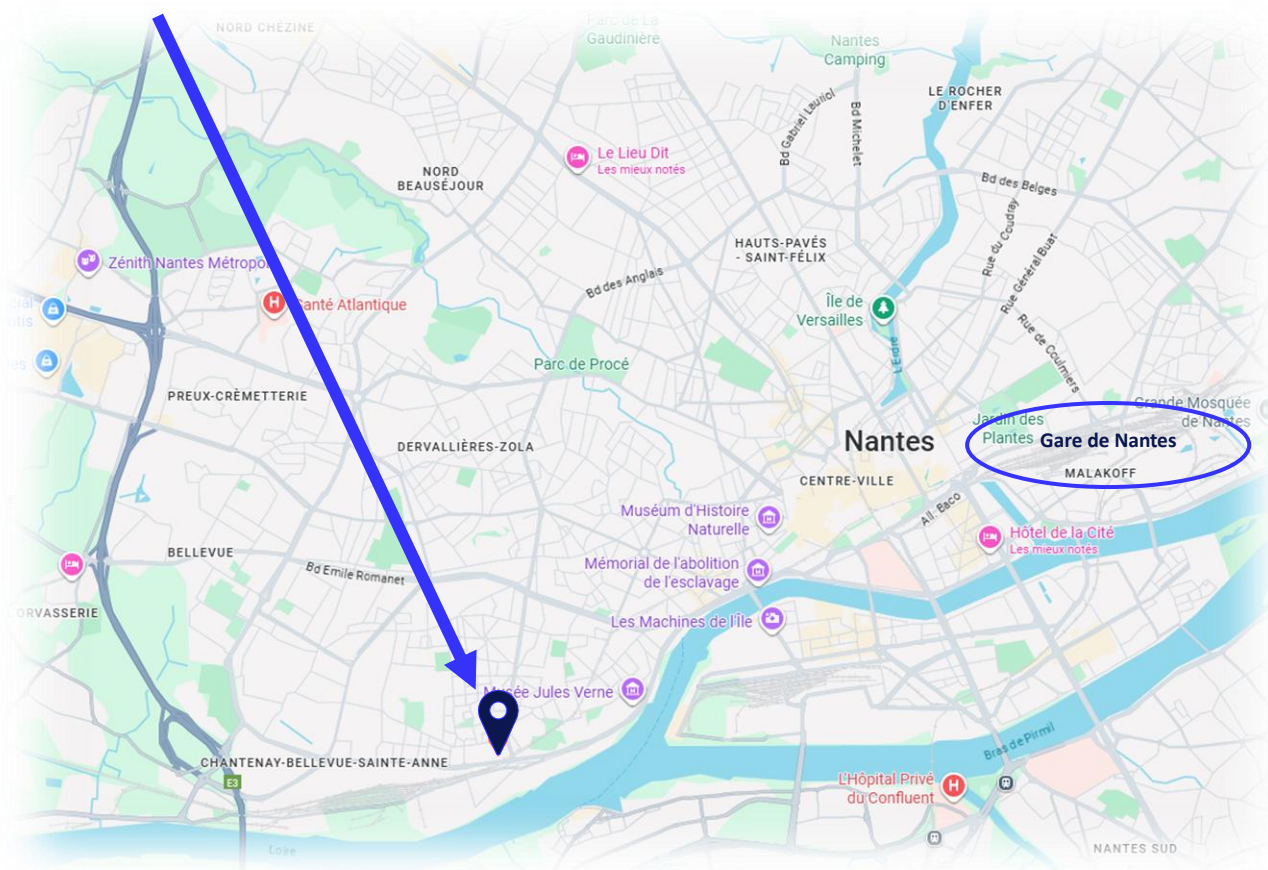 NORD CHÉZINE
Parc de La
Gaudinière
Nantes
Camping
LE ROCHER
D'ENFER
Bd Gabriel Lauriol
Bd Michelet
Le Lieu Dit
Les mieux notés
NORD
BEAUSÉJOUR
Bd des Belges
Rue du Coudray
Rue Général Buat
HAUTS-PAVÉS
- SAINT-FÉLIX
Zénith Nantes Métropol
Bd des Anglais
Santé Atlantique
Île de
Versailles
L'Erdre
Rue de Coulmiers
Parc de Procé
PREUX-CRÈMETTERIE
Grande Mosquée
de Nantes
Jardin des
Plantes
Gare de Nantes
Nantes
DERVALLIÈRES-ZOLA
MALAKOFF
CENTRE-VILLE
All. Baco
Muséum d'Histoire
Naturelle
Hôtel de la Cité
Les mieux notés
BELLEVUE
Bd Emile Romanet
Mémorial de l'abolition
de l'esclavage
ORVASSERIE
Les Machines de l'Île
Musée Jules Verne
Bras de Pirmil
CHANTENAY-BELLEVUE-SAINTE-ANNE
E3
L'Hôpital Privé
du Confluent
Loire
NANTES SUD